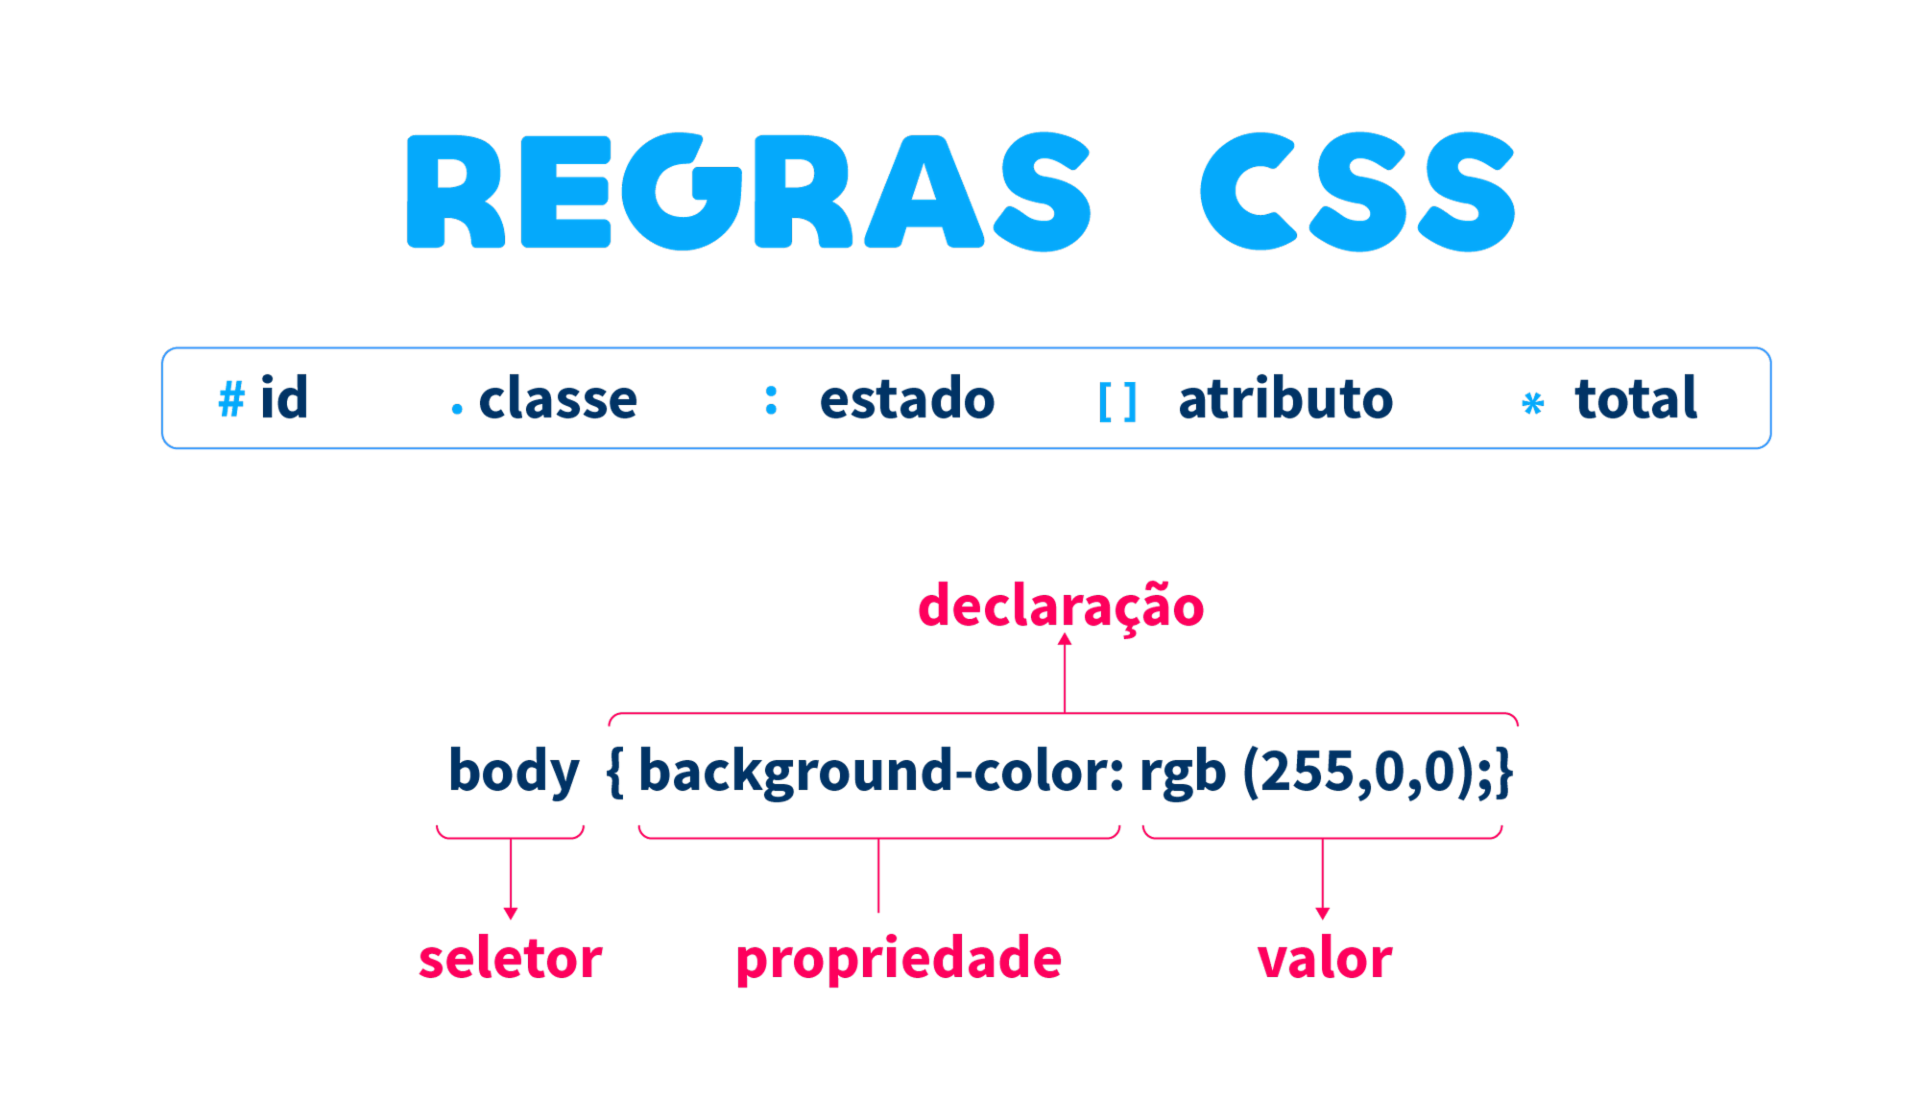 REGRAS CSS
# id . classe : estado [ ] atributo * total
declaração
body { background-color: rgb (255,0,0);}
seletor propriedade valor